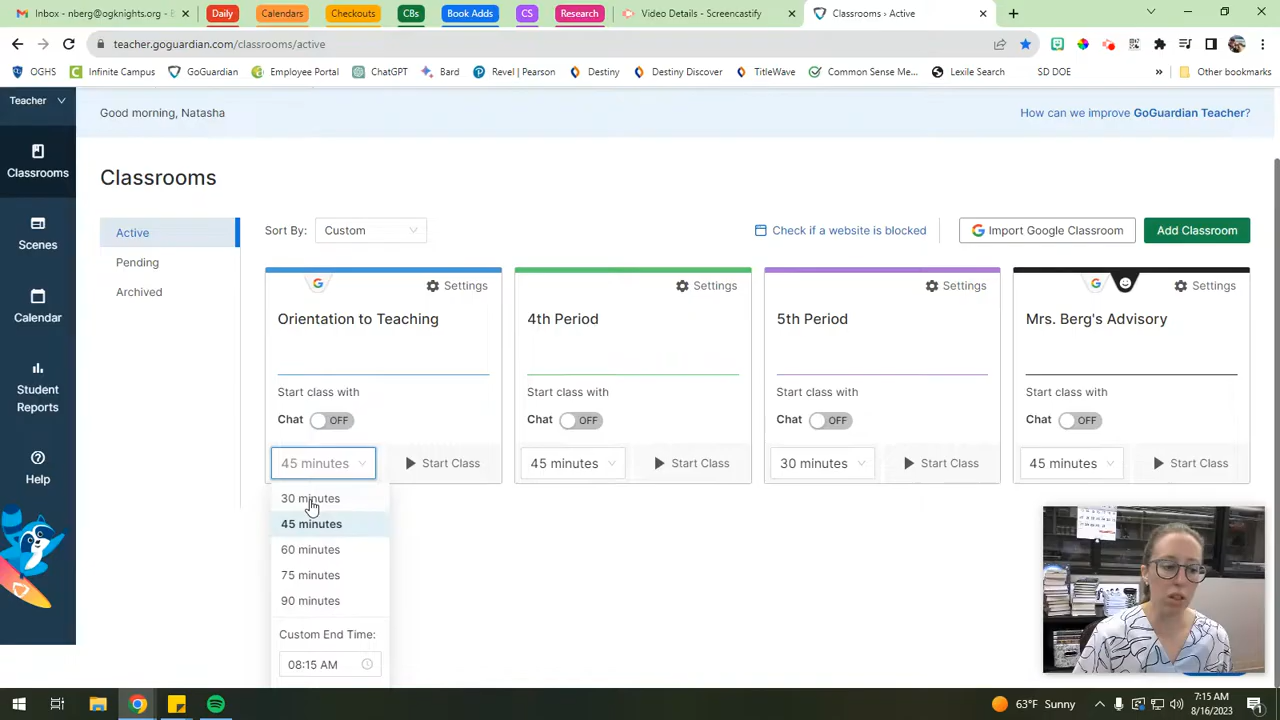 Inbox - nberg@ogknights.org - E
Daily
Calendars
Checkouts
CBs
Book Adds
CS
Research
Video Details - Screencastify
Classrooms › Active
teacher.goguardian.com/classrooms/active
OGHS
Infinite Campus
GoGuardian
Employee Portal
ChatGPT
Bard
Revel | Pearson
Destiny
Destiny Discover
TitleWave
Common Sense Me...
Lexile Search
SD DOE
»
Other bookmarks
Teacher
Good morning, Natasha
How can we improve GoGuardian Teacher?
Classrooms
Scenes
Calendar
Student
Reports
Help
Classrooms
Active
Pending
Archived
Sort By: Custom
Check if a website is blocked
Import Google Classroom
Add Classroom
Settings
Orientation to Teaching
Start class with
Chat OFF
45 minutes
Start Class
Settings
4th Period
Start class with
Chat OFF
45 minutes
Start Class
Settings
5th Period
Start class with
Chat OFF
30 minutes
Start Class
Settings
Mrs. Berg's Advisory
Start class with
Chat OFF
45 minutes
Start Class
30 minutes
45 minutes
60 minutes
75 minutes
90 minutes
Custom End Time:
08:15 AM
63°F Sunny
7:15 AM
8/16/2023